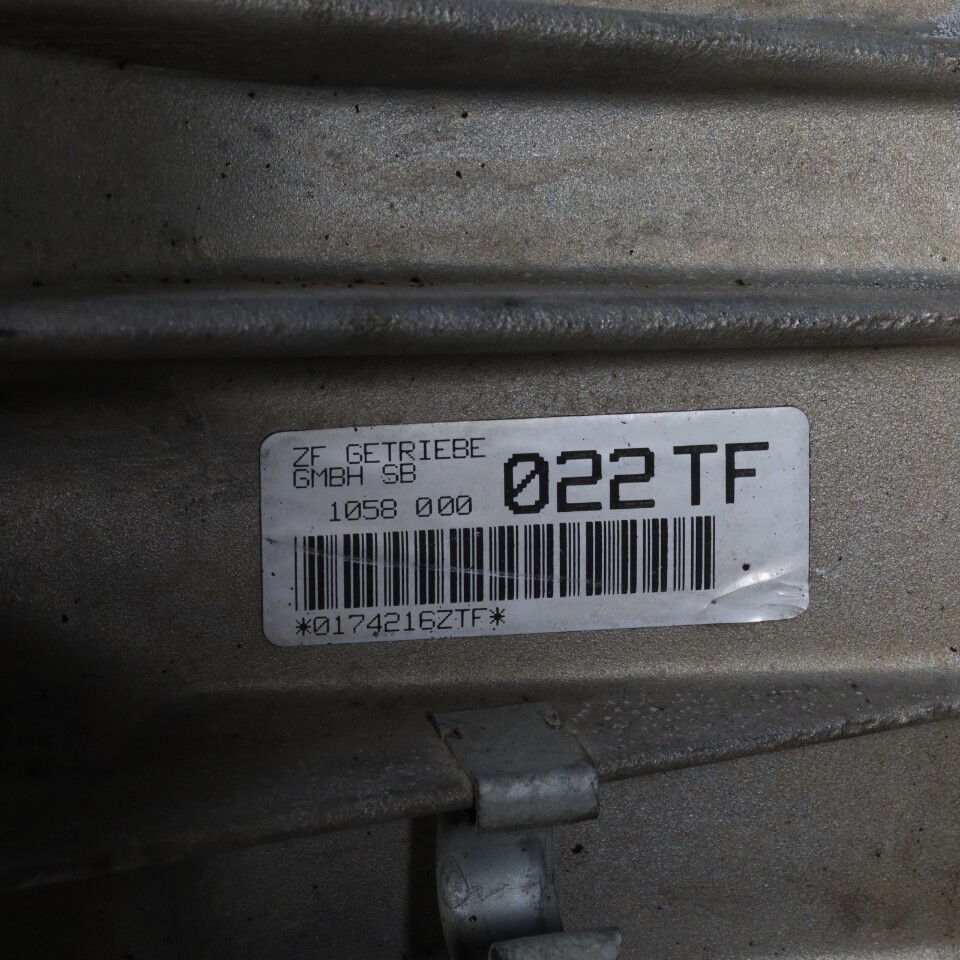 ZF GETRIEBE
GMBH SB
1058 000
022 TF
*0174216ZTF*